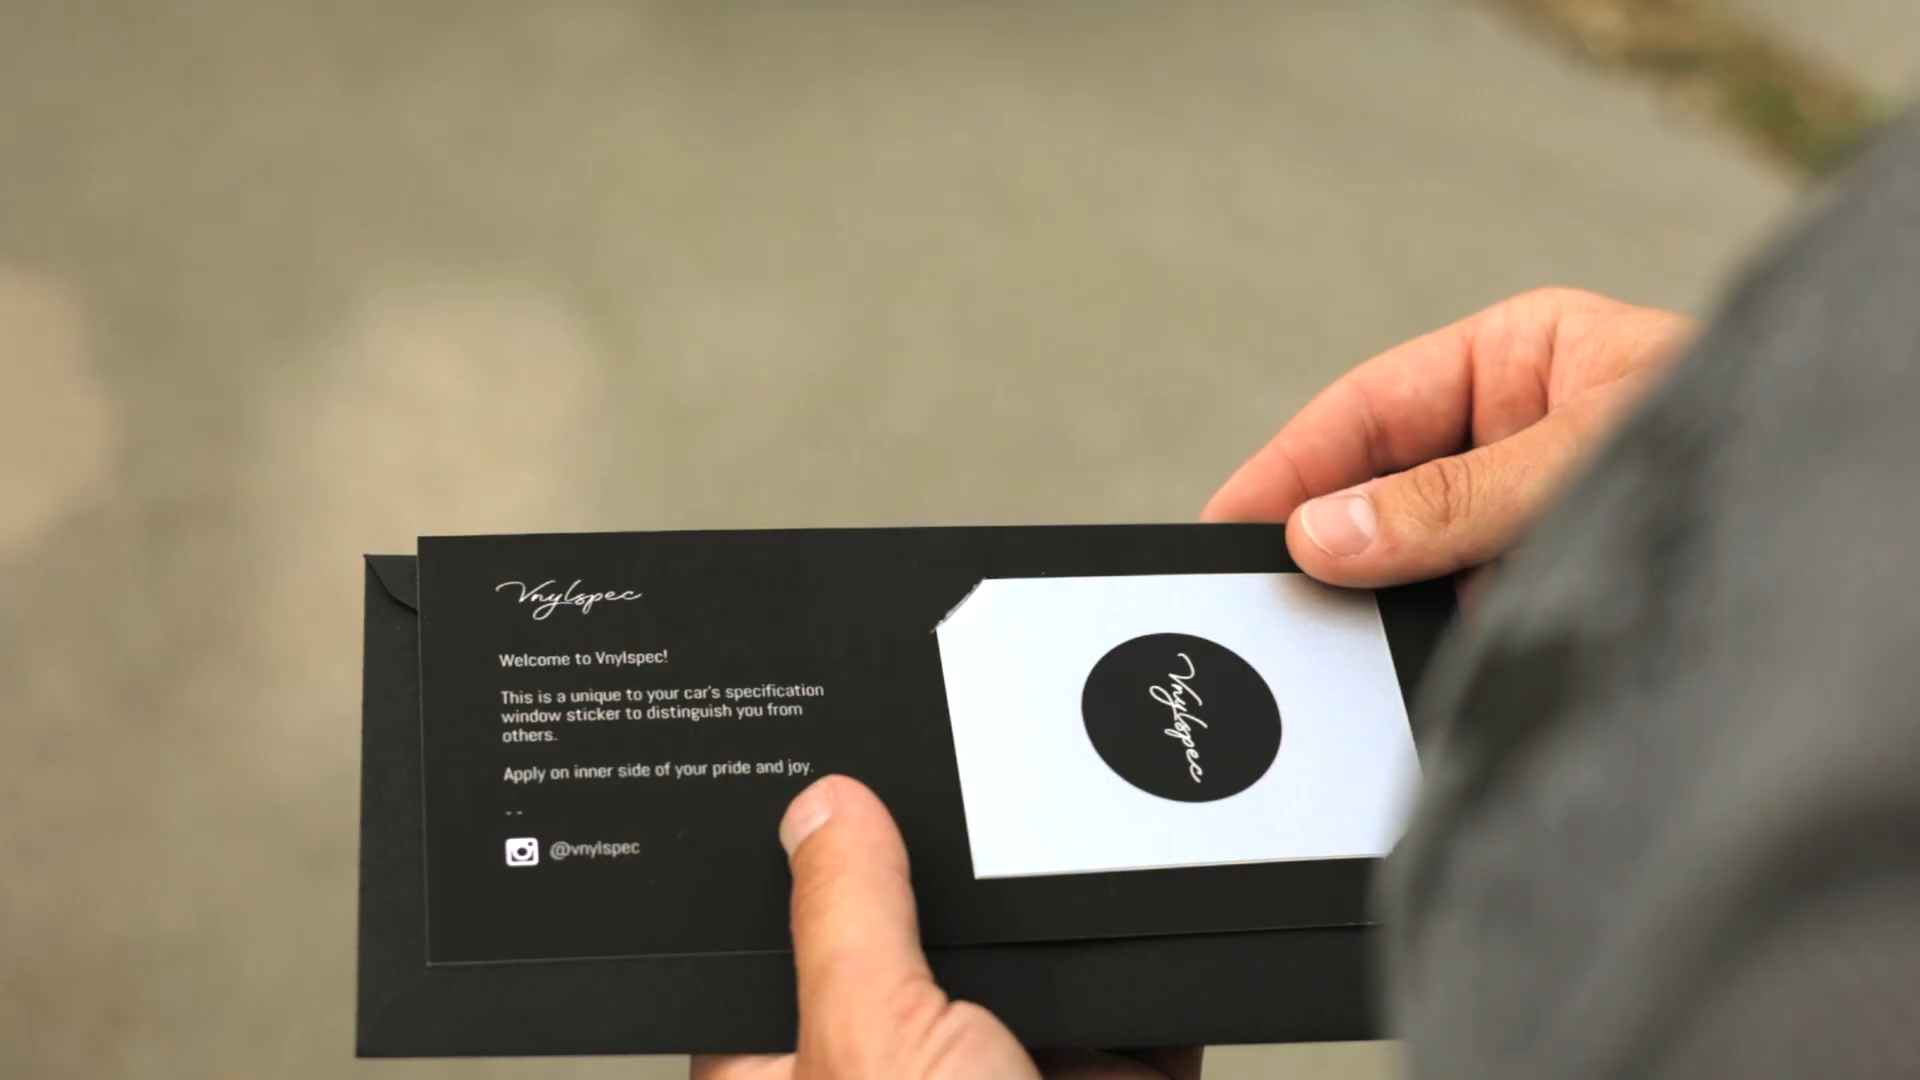 Vnylspec
Welcome to Vnylspec!
This is a unique to your car's specification
window sticker to distinguish you from
others.
Apply on inner side of your pride and joy.
--
@vnylspec
Vnylspec